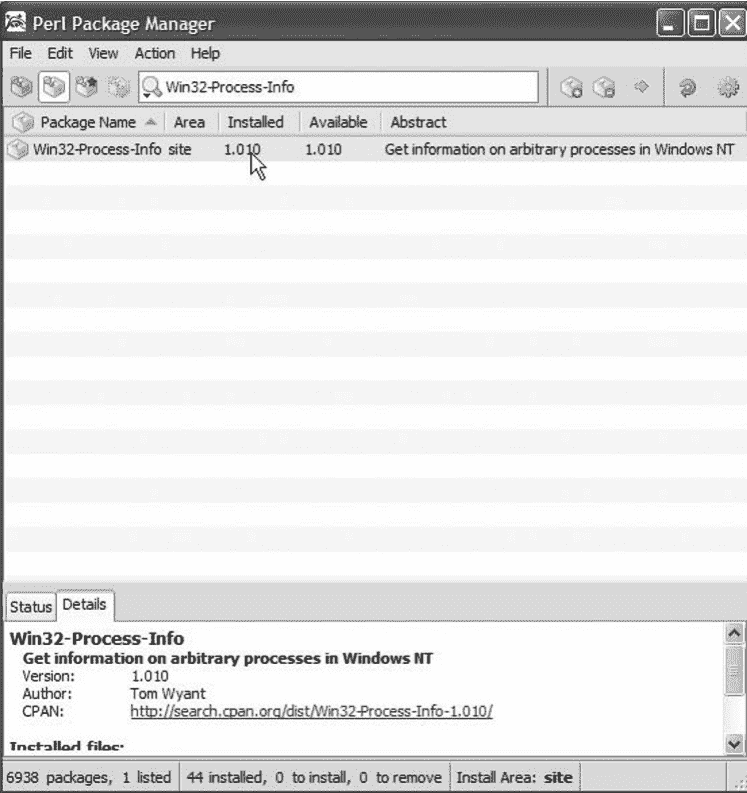 Perl Package Manager
File Edit View Action Help
Win32-Process-Info
Package Name Area Installed Available Abstract
Win32-Process-Info site 1.010 1.010 Get information on arbitrary processes in Windows NT
Status Details
Win32-Process-Info
Get information on arbitrary processes in Windows NT
Version: 1.010
Author: Tom Wyant
CPAN: http://search.cpan.org/dist/Win32-Process-Info-1.010/
Installed files:
6938 packages, 1 listed 44 installed, 0 to install, 0 to remove Install Area: site